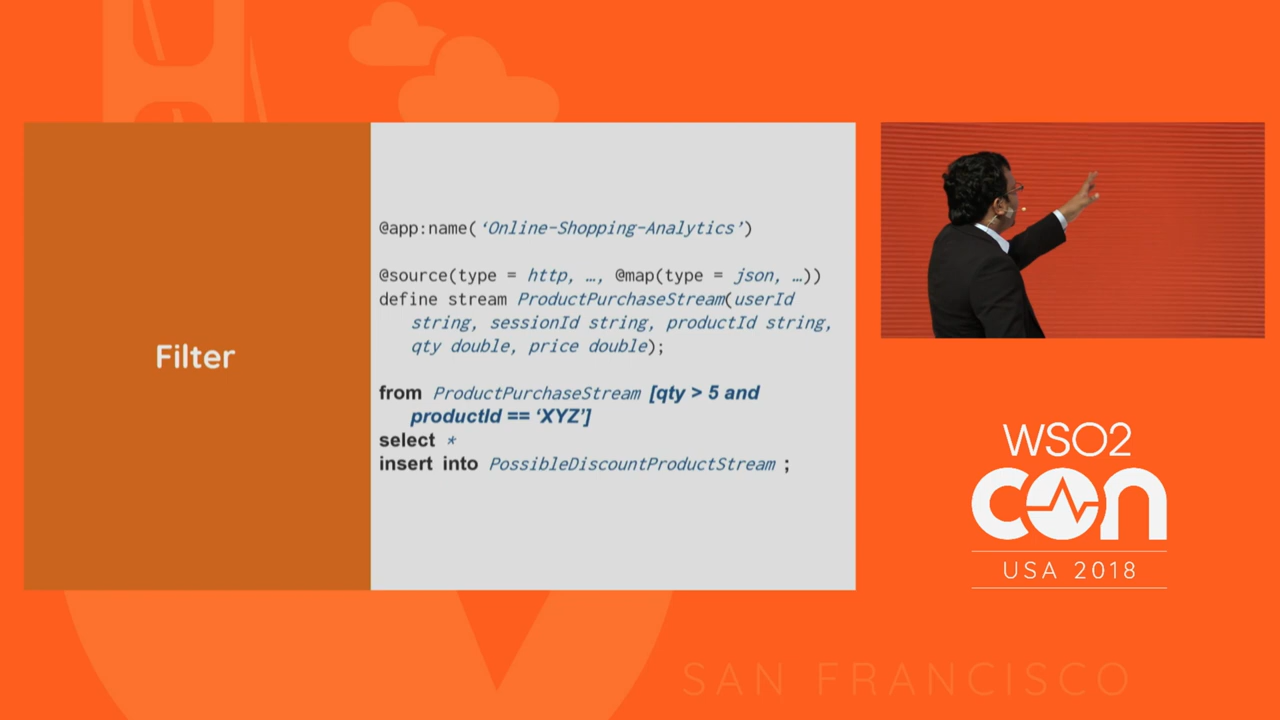 Filter
@app:name(‘Online-Shopping-Analytics’)
@source(type = http, …, @map(type = json, …))
define stream ProductPurchaseStream(userId
string, sessionId string, productId string,
qty double, price double);
from ProductPurchaseStream [qty > 5 and
productId == ‘XYZ’]
select *
insert into PossibleDiscountProductStream ;
WSO2
con
USA 2018
SAN FRANCISCO